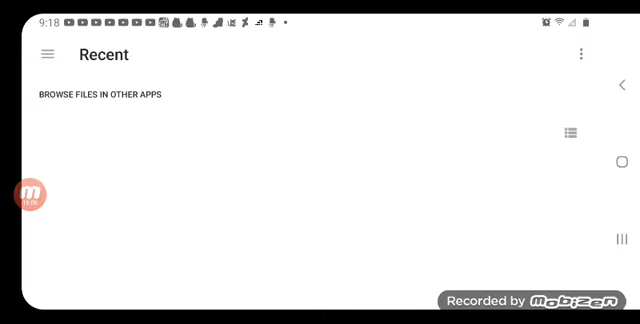 9:18
Recent
BROWSE FILES IN OTHER APPS
Recorded by MOBIZEN